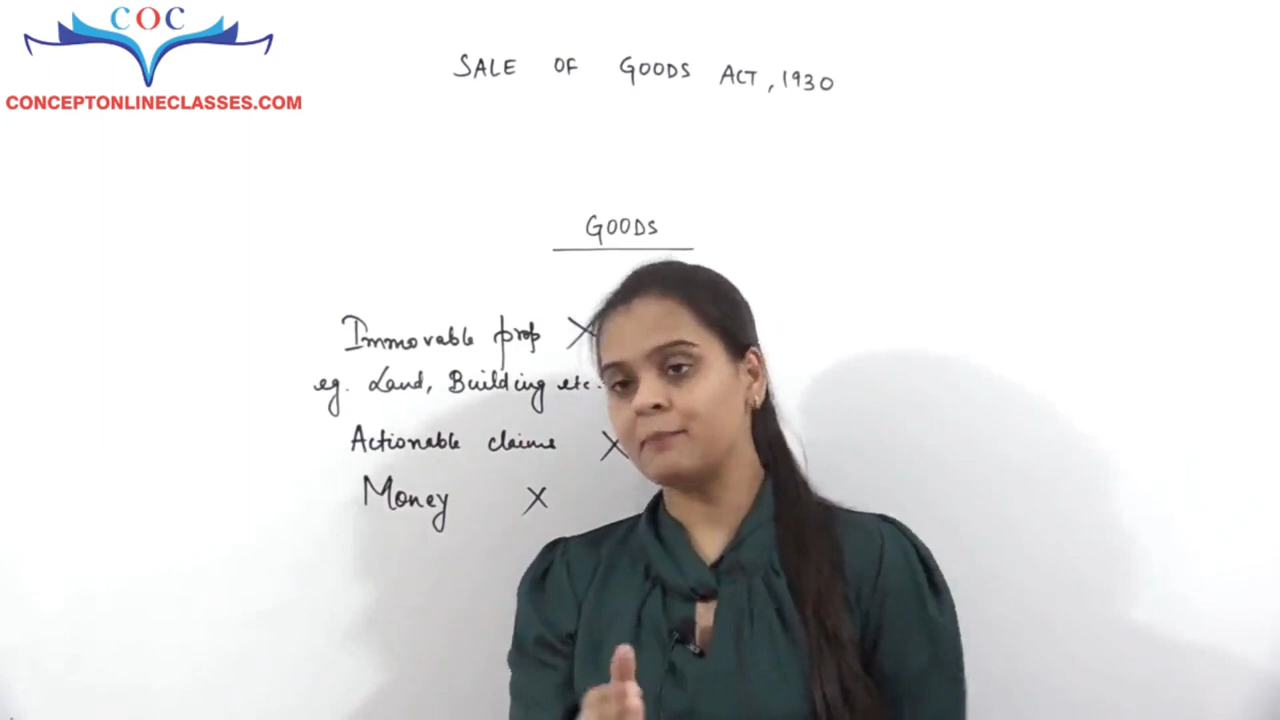 COC
CONCEPTONLINECLASSES.COM
SALE OF GOODS ACT, 1930
GOODS
Immovable prop X
eg. Land, Building etc.
Actionable claims X
Money X